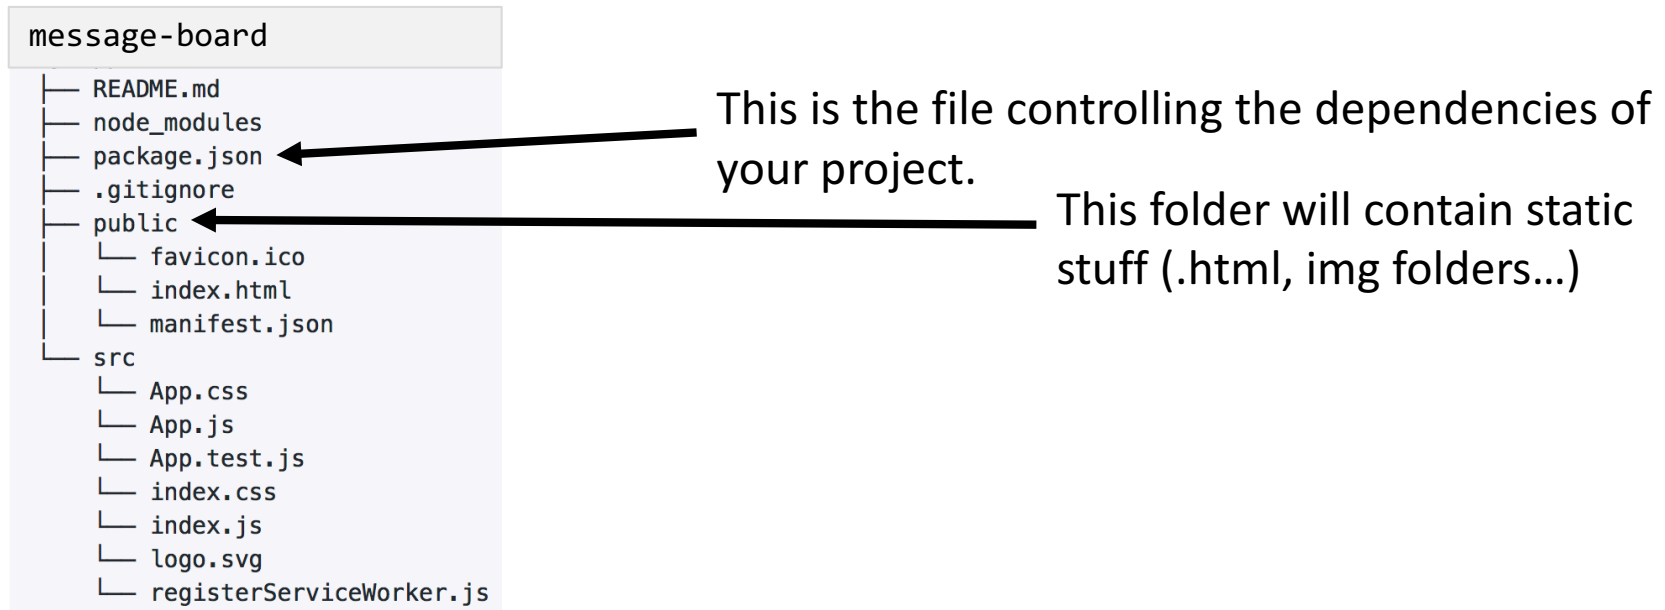 message-board
├── README.md
├── node_modules
├── package.json
├── .gitignore
├── public
│   └── favicon.ico
│   └── index.html
│   └── manifest.json
└── src
    └── App.css
    └── App.js
    └── App.test.js
    └── index.css
    └── index.js
    └── logo.svg
    └── registerServiceWorker.js
This is the file controlling the dependencies of
your project.
This folder will contain static
stuff (.html, img folders…)